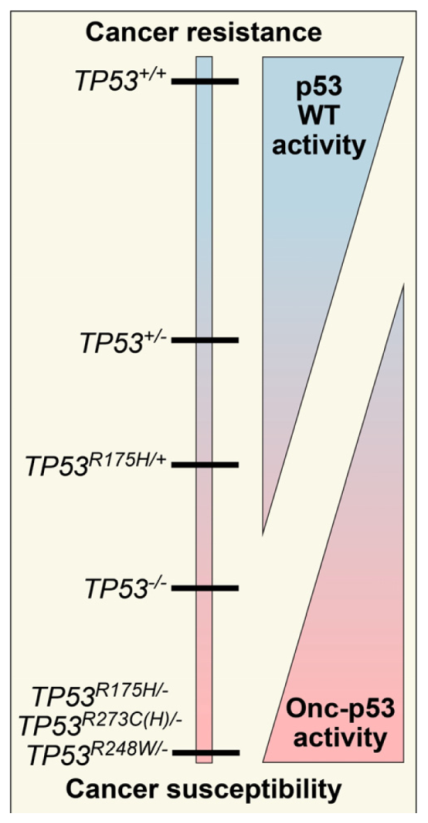 Cancer resistance
TP53+/+
p53
WT
activity
TP53+/-
TP53R175H/+
TP53-/-
TP53R175H/-
TP53R273C(H)/-
TP53R248W/-
Onc-p53
activity
Cancer susceptibility